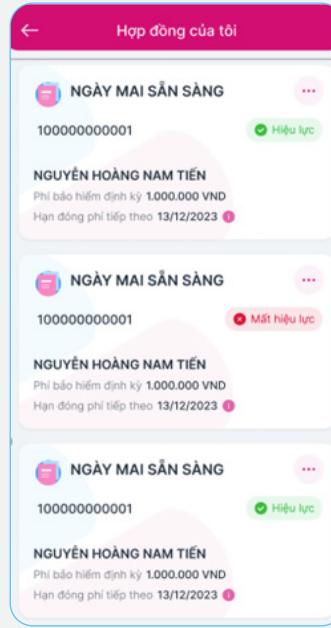 Hợp đồng của tôi
NGÀY MAI SẴN SÀNG
100000000001
Hiệu lực
NGUYỄN HOÀNG NAM TIẾN
Phí bảo hiểm định kỳ 1.000.000 VND
Hạn đóng phí tiếp theo 13/12/2023
NGÀY MAI SẴN SÀNG
100000000001
Mất hiệu lực
NGUYỄN HOÀNG NAM TIẾN
Phí bảo hiểm định kỳ 1.000.000 VND
Hạn đóng phí tiếp theo 13/12/2023
NGÀY MAI SẴN SÀNG
100000000001
Hiệu lực
NGUYỄN HOÀNG NAM TIẾN
Phí bảo hiểm định kỳ 1.000.000 VND
Hạn đóng phí tiếp theo 13/12/2023